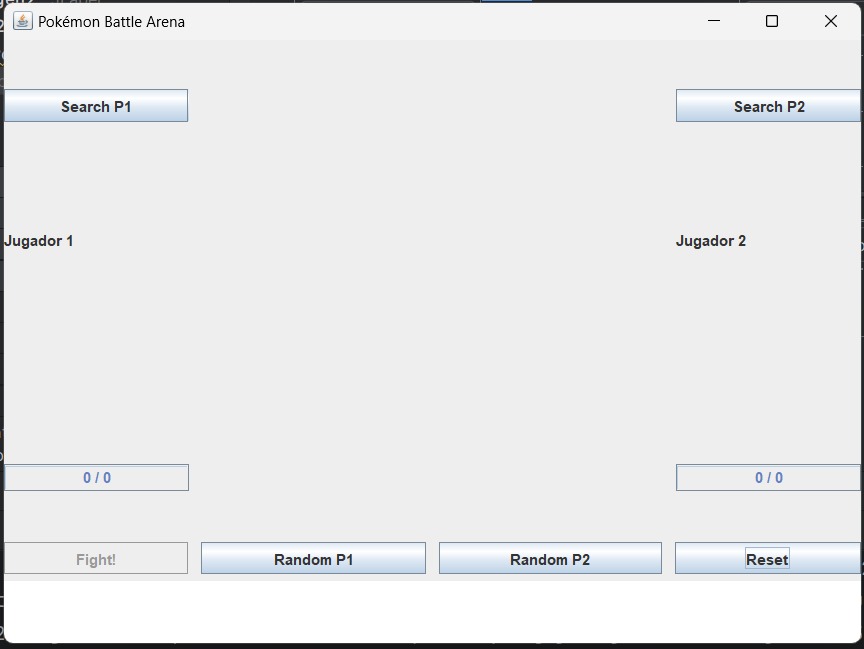 Pokémon Battle Arena
Search P1 Search P2
Jugador 1 Jugador 2
0 / 0 0 / 0
Fight! Random P1 Random P2 Reset